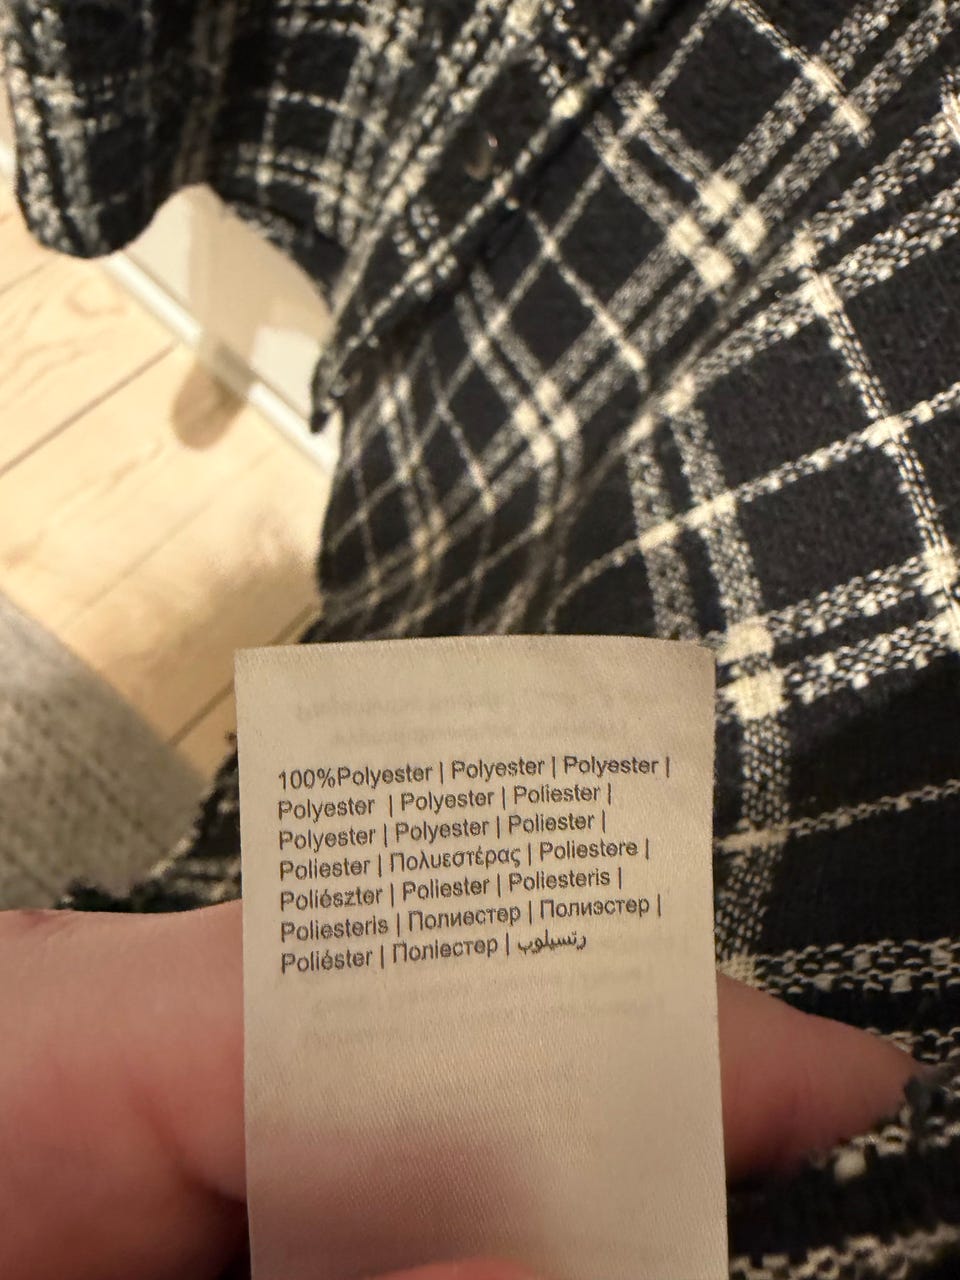 100%Polyester | Polyester | Polyester |
Polyester | Polyester | Poliester |
Polyester | Polyester | Poliester |
Poliester | Πολυεστέρας | Poliestere |
Poliészter | Poliester | Poliesteris |
Poliesteris | Полиестер | Полиэстер |
Poliéster | Поліестер | رتسيلوب